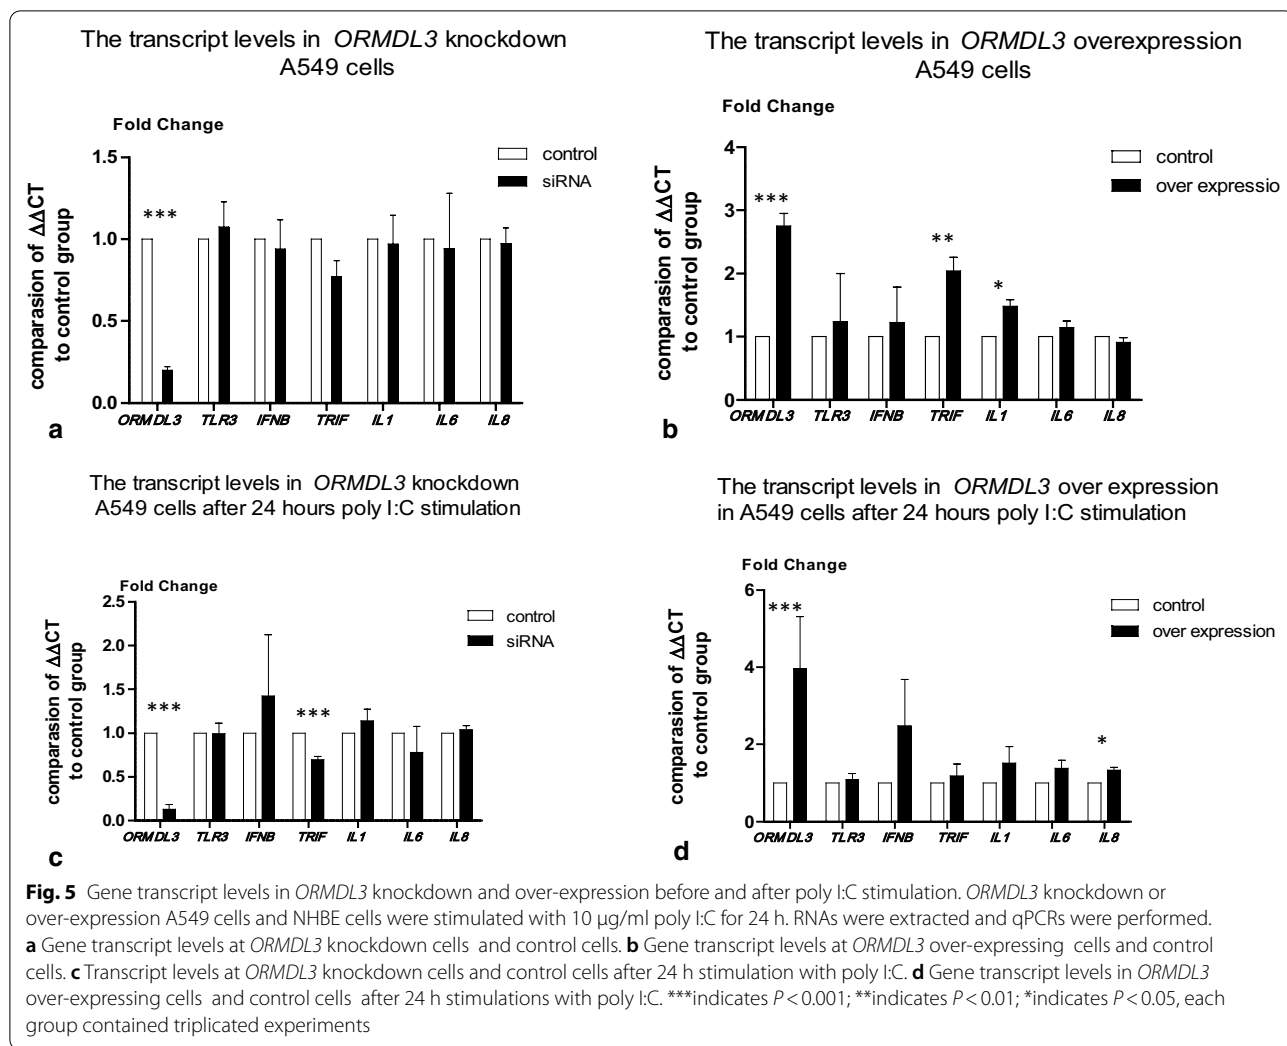 The transcript levels in ORMDL3 knockdown
A549 cells
Fold Change
comparasion of ΔΔCT
to control group
1.5
1.0
0.5
0.0
control
siRNA
***
ORMDL3 TLR3 IFNB TRIF IL1 IL6 IL8
a
The transcript levels in ORMDL3 overexpression
A549 cells
Fold Change
comparasion of ΔΔCT
to control group
4
3
2
1
0
control
over expressio
***
**
*
ORMDL3 TLR3 IFNB TRIF IL1 IL6 IL8
b
The transcript levels in ORMDL3 knockdown
A549 cells after 24 hours poly I:C stimulation
Fold Change
comparasion of ΔΔCT
to control group
2.5
2.0
1.5
1.0
0.5
0.0
control
siRNA
***
***
ORMDL3 TLR3 IFNB TRIF IL1 IL6 IL8
c
The transcript levels in ORMDL3 over expression
in A549 cells after 24 hours poly I:C stimulation
Fold Change
comparasion of ΔΔCT
to control group
6
4
2
0
control
over expression
***
*
ORMDL3 TLR3 IFNB TRIF IL1 IL6 IL8
d
Fig. 5 Gene transcript levels in ORMDL3 knockdown and over-expression before and after poly I:C stimulation. ORMDL3 knockdown or
over-expression A549 cells and NHBE cells were stimulated with 10 µg/ml poly I:C for 24 h. RNAs were extracted and qPCRs were performed.
a Gene transcript levels at ORMDL3 knockdown cells and control cells. b Gene transcript levels at ORMDL3 over-expressing cells and control
cells. c Transcript levels at ORMDL3 knockdown cells and control cells after 24 h stimulation with poly I:C. d Gene transcript levels in ORMDL3
over-expressing cells and control cells after 24 h stimulations with poly I:C. ***indicates P < 0.001; **indicates P < 0.01; *indicates P < 0.05, each
group contained triplicated experiments